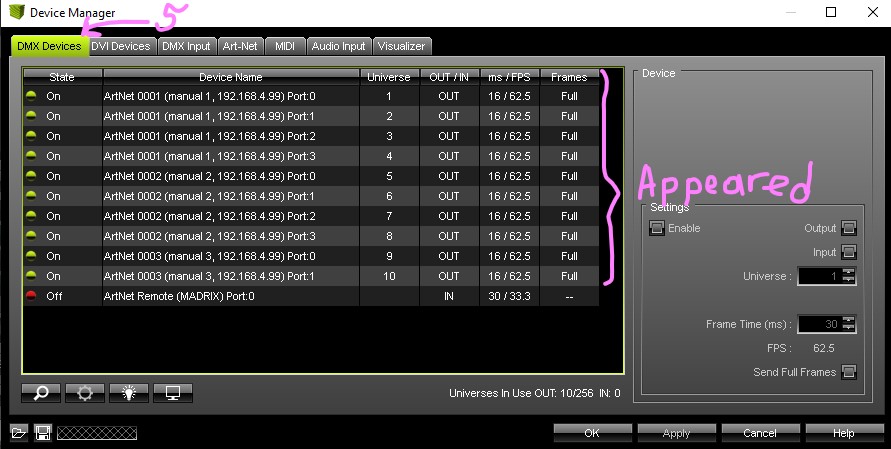 Device Manager
5
DMX Devices DVI Devices DMX Input Art-Net MIDI Audio Input Visualizer
State Device Name Universe OUT / IN ms / FPS Frames
On ArtNet 0001 (manual 1, 192.168.4.99) Port:0 1 OUT 16 / 62.5 Full
On ArtNet 0001 (manual 1, 192.168.4.99) Port:1 2 OUT 16 / 62.5 Full
On ArtNet 0001 (manual 1, 192.168.4.99) Port:2 3 OUT 16 / 62.5 Full
On ArtNet 0001 (manual 1, 192.168.4.99) Port:3 4 OUT 16 / 62.5 Full
On ArtNet 0002 (manual 2, 192.168.4.99) Port:0 5 OUT 16 / 62.5 Full
On ArtNet 0002 (manual 2, 192.168.4.99) Port:1 6 OUT 16 / 62.5 Full
On ArtNet 0002 (manual 2, 192.168.4.99) Port:2 7 OUT 16 / 62.5 Full
On ArtNet 0002 (manual 2, 192.168.4.99) Port:3 8 OUT 16 / 62.5 Full
On ArtNet 0003 (manual 3, 192.168.4.99) Port:0 9 OUT 16 / 62.5 Full
On ArtNet 0003 (manual 3, 192.168.4.99) Port:1 10 OUT 16 / 62.5 Full
Off ArtNet Remote (MADRIX) Port:0 IN 30 / 33.3 --
Universes In Use OUT: 10/256 IN: 0
Device
Appeared
Settings
Enable Output
Input
Universe : 1
Frame Time (ms) : 30
FPS : 62.5
Send Full Frames
OK Apply Cancel Help